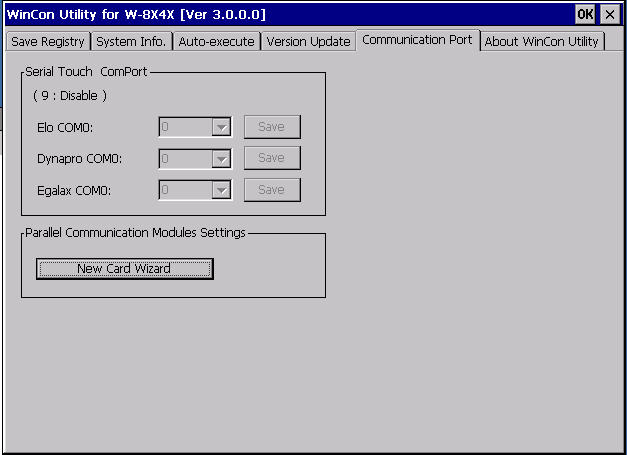 WinCon Utility for W-8X4X [Ver 3.0.0.0] OK ×
Save Registry System Info. Auto-execute Version Update Communication Port About WinCon Utility
Serial Touch ComPort
( 9 : Disable )
Elo COM0: 0 Save
Dynapro COM0: 0 Save
Egalax COM0: 0 Save
Parallel Communication Modules Settings
New Card Wizard